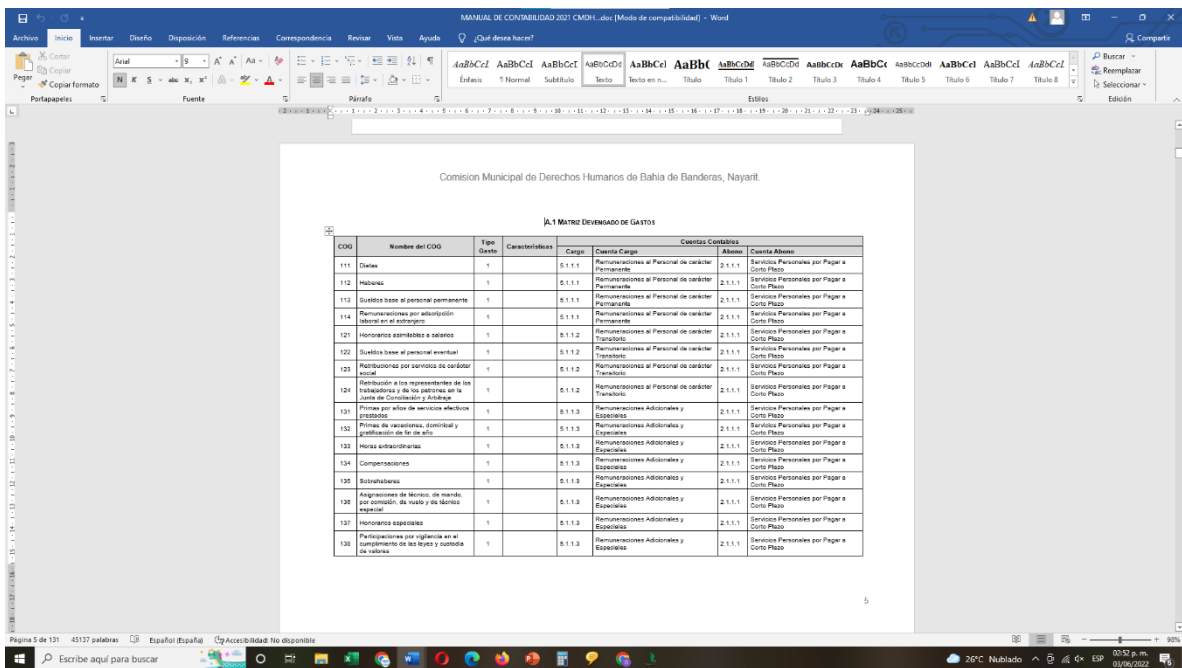 MANUAL DE CONTABILIDAD 2021 CMDH...doc [Modo de compatibilidad] - Word
Archivo Inicio Insertar Diseño Disposición Referencias Correspondencia Revisar Vista Ayuda ¿Qué desea hacer? Compartir
Pegar
Cortar
Copiar
Copiar formato
Portapapeles
Arial 9
N K S abc x₂ x²
Fuente
Párrafo
AaBbCcI AaBbCcI AaBbCcI AaBbCcDd AaBbCcI AaBb( AaBbCcDd AaBbCcDd AaBbCcDc AaBbCc AaBbCcDdI AaBbCcI AaBbCcI AaBbCcI
Énfasis ¶ Normal Subtítulo Texto Texto en n... Título Título 1 Título 2 Título 3 Título 4 Título 5 Título 6 Título 7 Título 8
Estilos
Buscar
Reemplazar
Seleccionar
Edición
Comision Municipal de Derechos Humanos de Bahia de Banderas, Nayarit.
A.1 MATRIZ DEVENGADO DE GASTOS
COG Nombre del COG Tipo Gasto Características Cuentas Contables
Cargo Cuenta Cargo Abono Cuenta Abono
111 Dietas 1 5.1.1.1 Remuneraciones al Personal de carácter Permanente 2.1.1.1 Servicios Personales por Pagar a Corto Plazo
112 Haberes 1 5.1.1.1 Remuneraciones al Personal de carácter Permanente 2.1.1.1 Servicios Personales por Pagar a Corto Plazo
113 Sueldos base al personal permanente 1 5.1.1.1 Remuneraciones al Personal de carácter Permanente 2.1.1.1 Servicios Personales por Pagar a Corto Plazo
114 Remuneraciones por adscripción laboral en el extranjero 1 5.1.1.1 Remuneraciones al Personal de carácter Permanente 2.1.1.1 Servicios Personales por Pagar a Corto Plazo
121 Honorarios asimilables a salarios 1 5.1.1.2 Remuneraciones al Personal de carácter Transitorio 2.1.1.1 Servicios Personales por Pagar a Corto Plazo
122 Sueldos base al personal eventual 1 5.1.1.2 Remuneraciones al Personal de carácter Transitorio 2.1.1.1 Servicios Personales por Pagar a Corto Plazo
123 Retribuciones por servicios de carácter social 1 5.1.1.2 Remuneraciones al Personal de carácter Transitorio 2.1.1.1 Servicios Personales por Pagar a Corto Plazo
124 Retribución a los representantes de los trabajadores y de los patrones en la Junta de Conciliación y Arbitraje 1 5.1.1.2 Remuneraciones al Personal de carácter Transitorio 2.1.1.1 Servicios Personales por Pagar a Corto Plazo
131 Primas por años de servicios efectivos prestados 1 5.1.1.3 Remuneraciones Adicionales y Especiales 2.1.1.1 Servicios Personales por Pagar a Corto Plazo
132 Primas de vacaciones, dominical y gratificación de fin de año 1 5.1.1.3 Remuneraciones Adicionales y Especiales 2.1.1.1 Servicios Personales por Pagar a Corto Plazo
133 Horas extraordinarias 1 5.1.1.3 Remuneraciones Adicionales y Especiales 2.1.1.1 Servicios Personales por Pagar a Corto Plazo
134 Compensaciones 1 5.1.1.3 Remuneraciones Adicionales y Especiales 2.1.1.1 Servicios Personales por Pagar a Corto Plazo
135 Sobrehaberes 1 5.1.1.3 Remuneraciones Adicionales y Especiales 2.1.1.1 Servicios Personales por Pagar a Corto Plazo
136 Asignaciones de técnico, de mando, por comisión, de vuelo y de técnico especial 1 5.1.1.3 Remuneraciones Adicionales y Especiales 2.1.1.1 Servicios Personales por Pagar a Corto Plazo
137 Honorarios especiales 1 5.1.1.3 Remuneraciones Adicionales y Especiales 2.1.1.1 Servicios Personales por Pagar a Corto Plazo
138 Participaciones por vigilancia en el cumplimiento de las leyes y custodia de valores 1 5.1.1.3 Remuneraciones Adicionales y Especiales 2.1.1.1 Servicios Personales por Pagar a Corto Plazo
5
Página 5 de 131 45137 palabras Español (España) Accesibilidad: No disponible 98%
Escribe aquí para buscar 26°C Nublado ESP 02:52 p. m.
03/06/2022